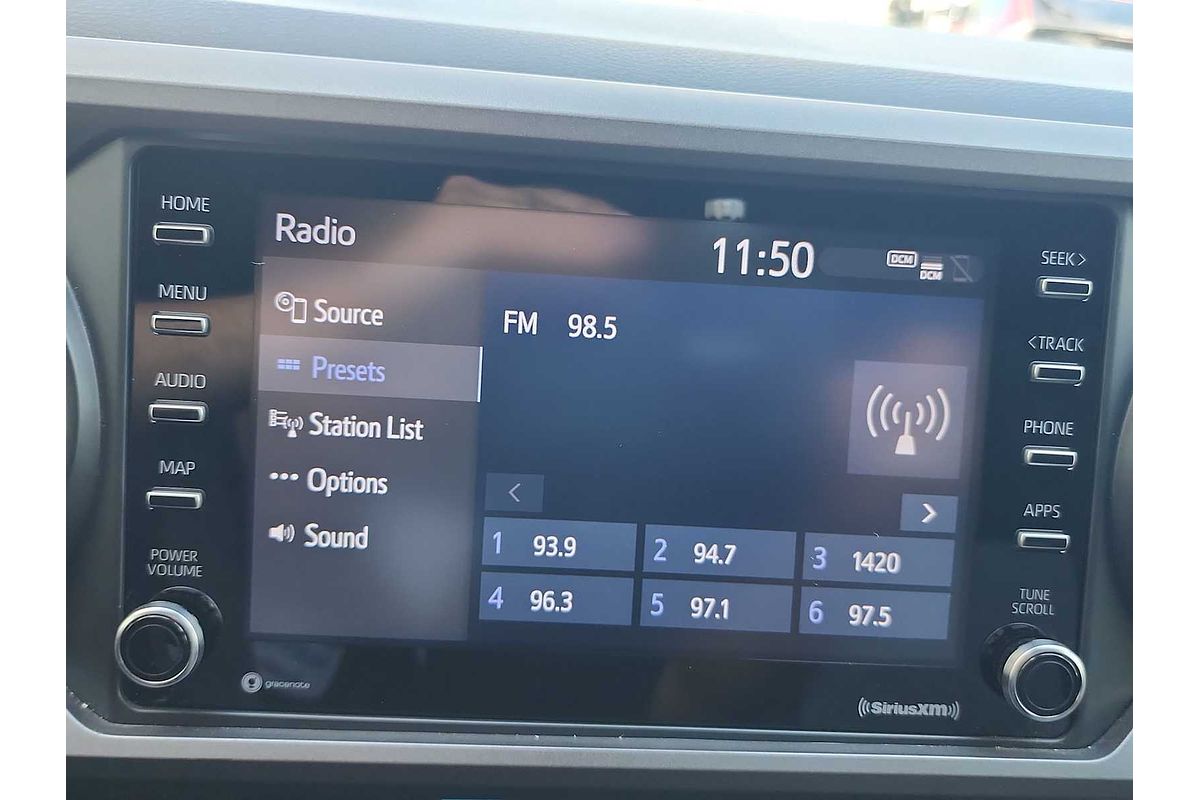 HOME
MENU
AUDIO
MAP
POWER
VOLUME
Radio
11:50
DCM
DCM
Source
Presets
Station List
Options
Sound
FM 98.5
<
>
1 93.9
2 94.7
3 1420
4 96.3
5 97.1
6 97.5
SEEK>
<TRACK
PHONE
APPS
TUNE
SCROLL
gracenote
SiriusXM